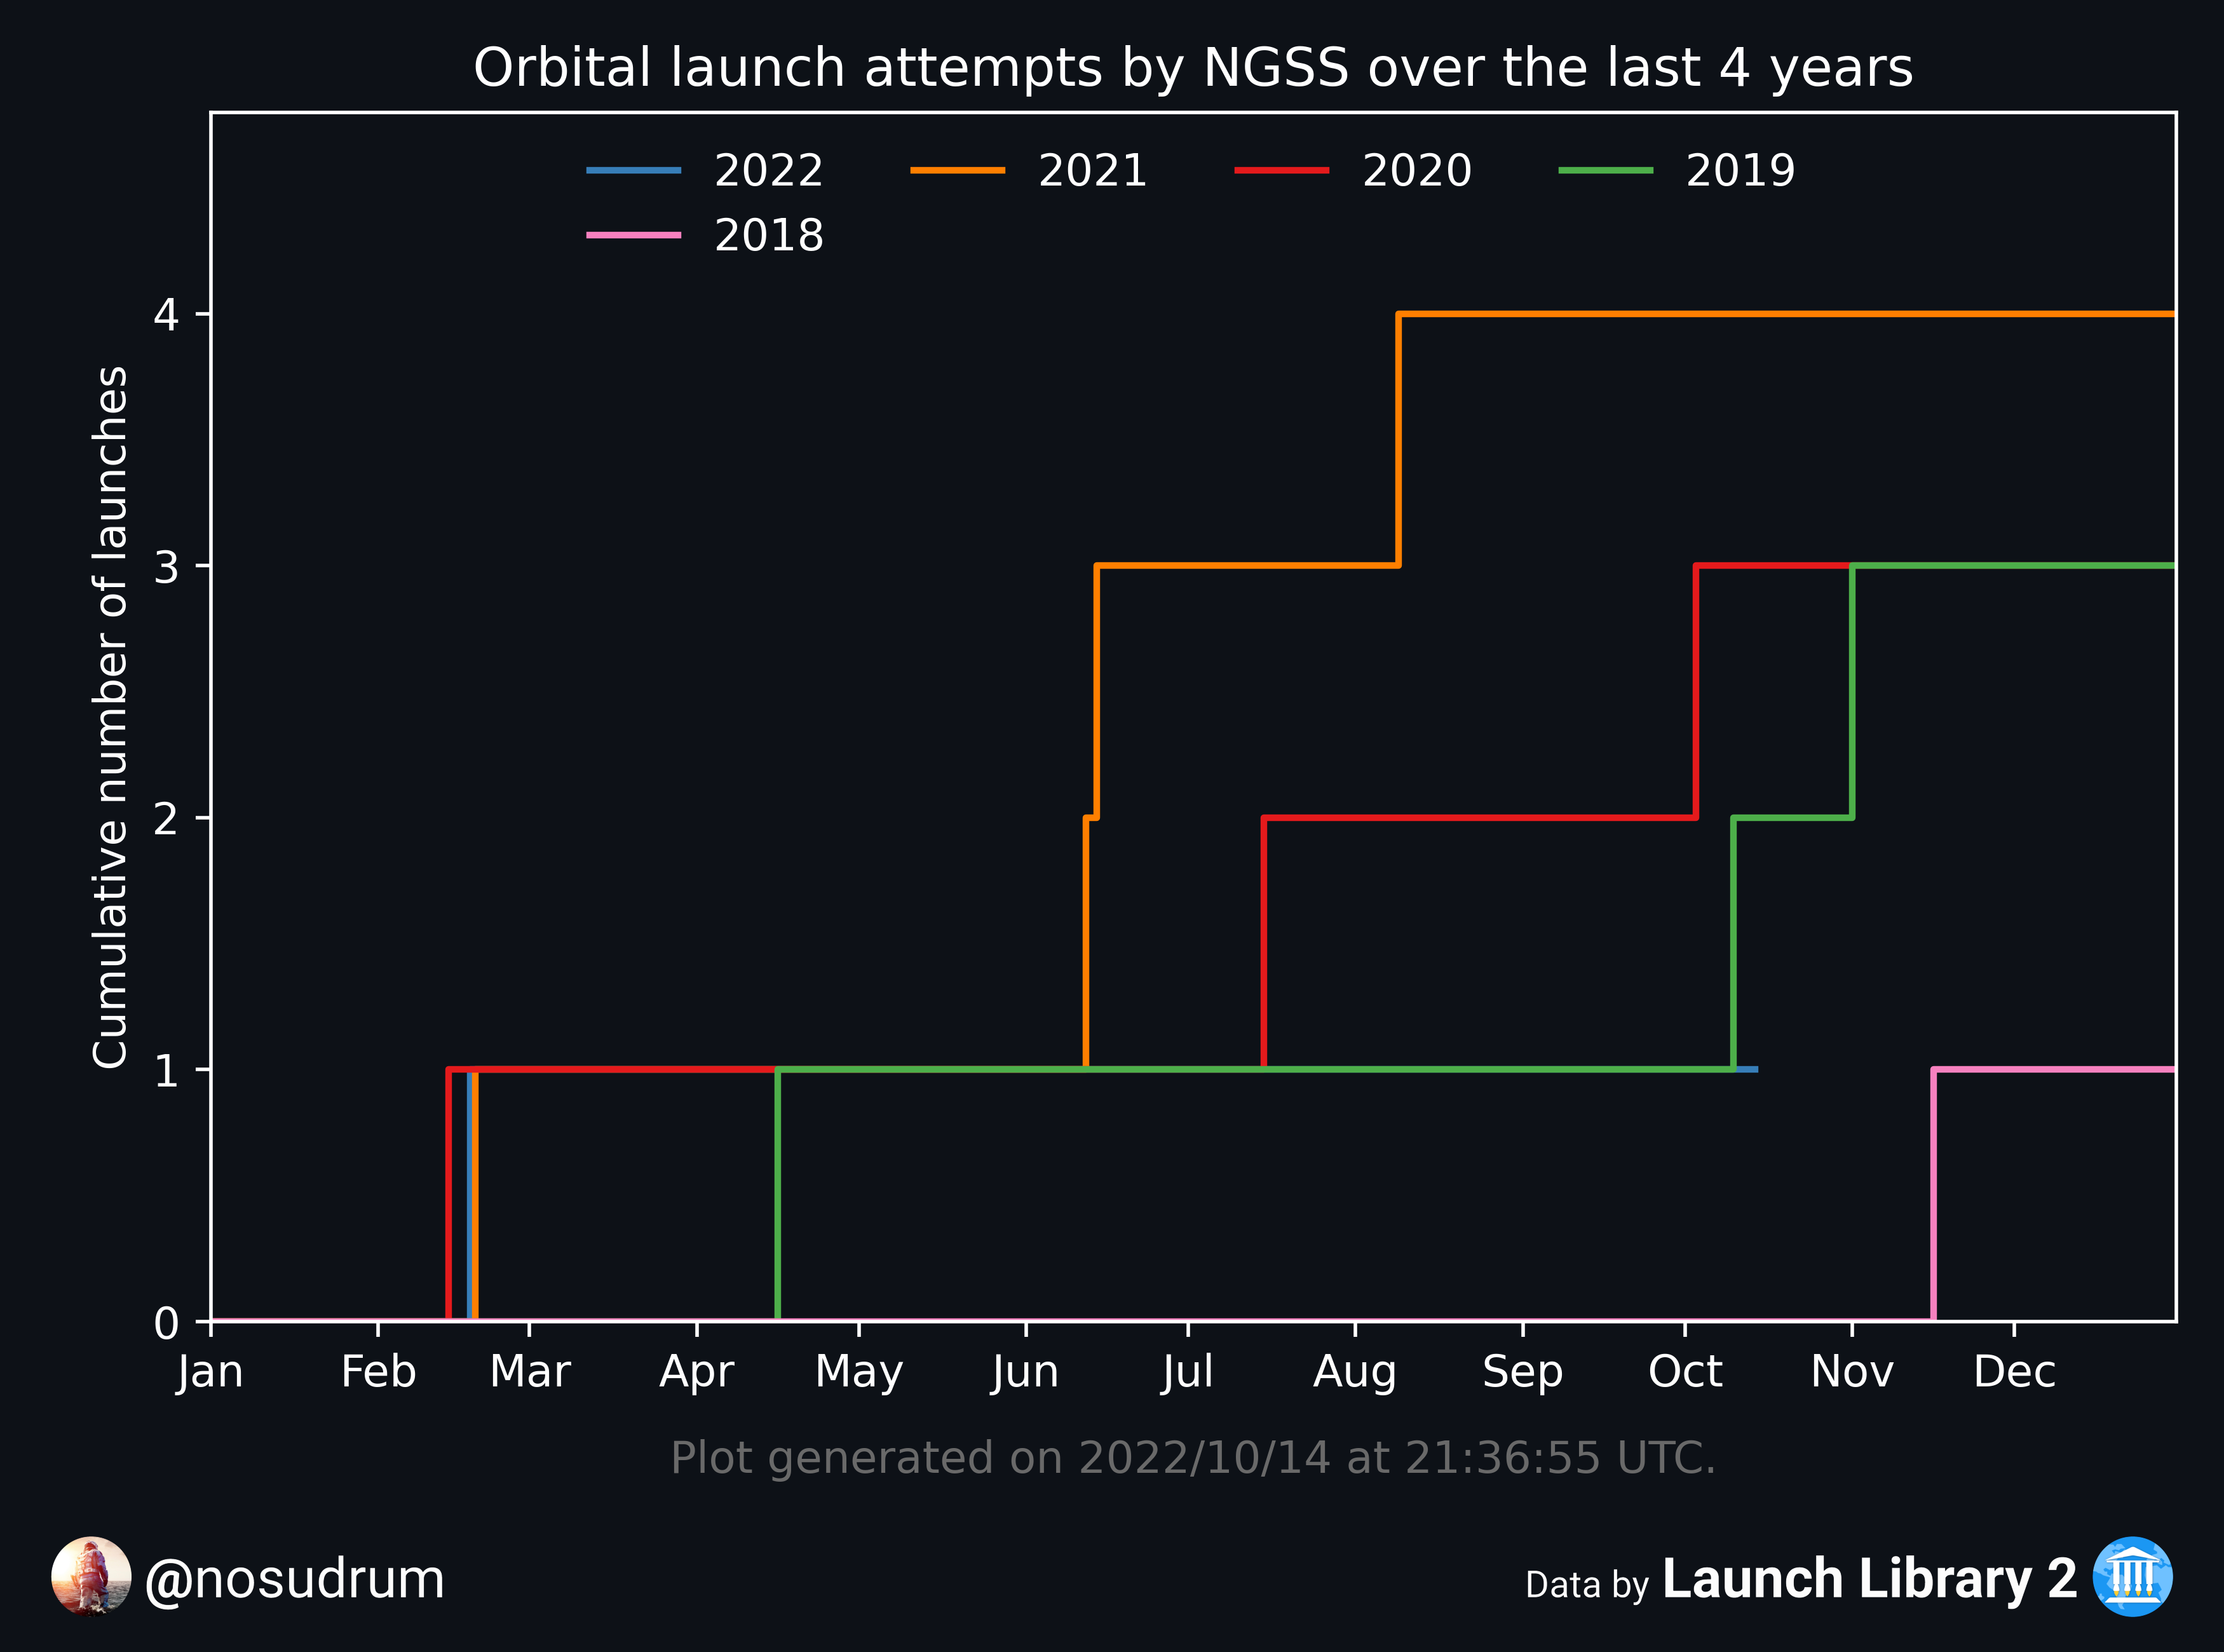 Orbital launch attempts by NGSS over the last 4 years
2022 2021 2020 2019
2018
Cumulative number of launches
4
3
2
1
0
Jan Feb Mar Apr May Jun Jul Aug Sep Oct Nov Dec
Plot generated on 2022/10/14 at 21:36:55 UTC.
@nosudrum
Data by Launch Library 2